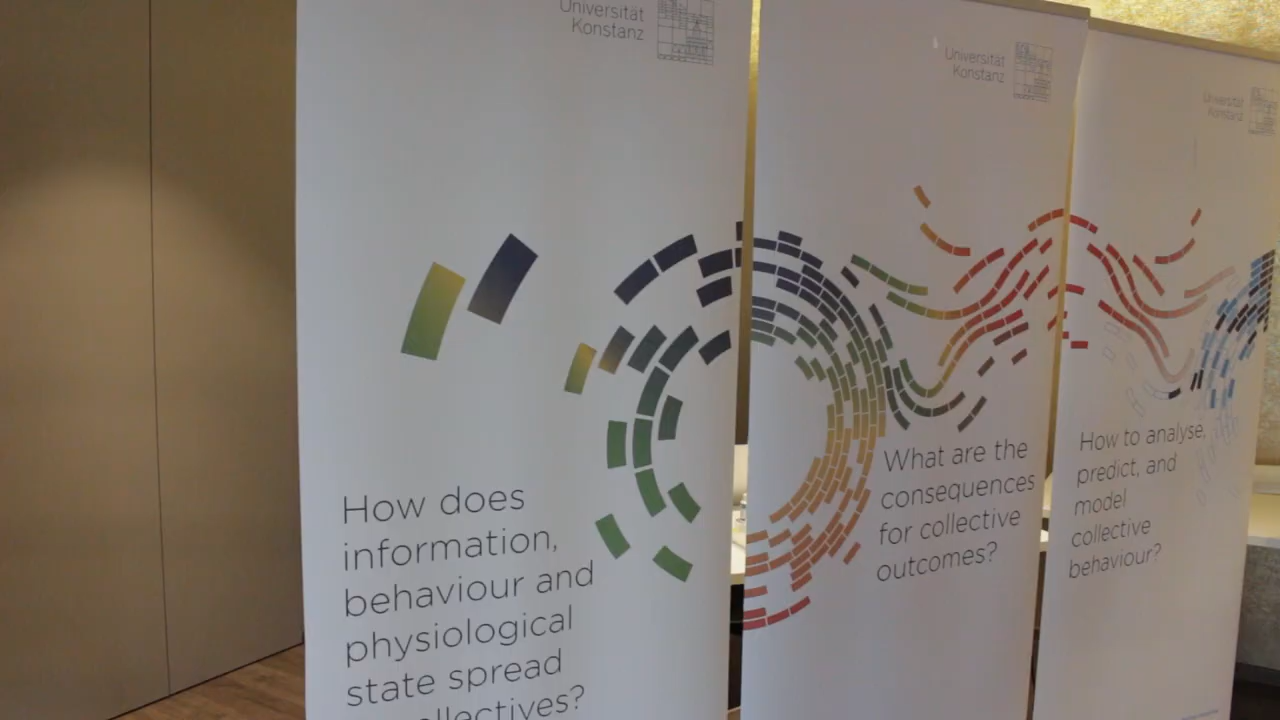 Universität
Konstanz
How does
information,
behaviour and
physiological
state spread
collectives?
Universität
Konstanz
What are the
consequences
for collective
outcomes?
Universität
Konstanz
How to analyse,
predict, and
model
collective
behaviour?